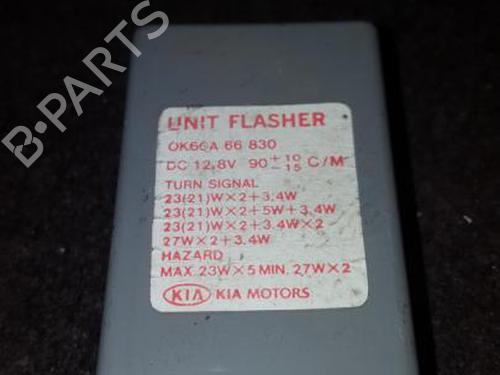 B-PARTS
UNIT FLASHER
OK60A 66 830
DC 12.8V 90 +10 -15 C/M
TURN SIGNAL
23(21)W×2+3.4W
23(21)W×2+5W+3.4W
23(21)W×2+3.4W×2
27W×2+3.4W
HAZARD
MAX. 23W×5 MIN. 27W×2
KIA KIA MOTORS